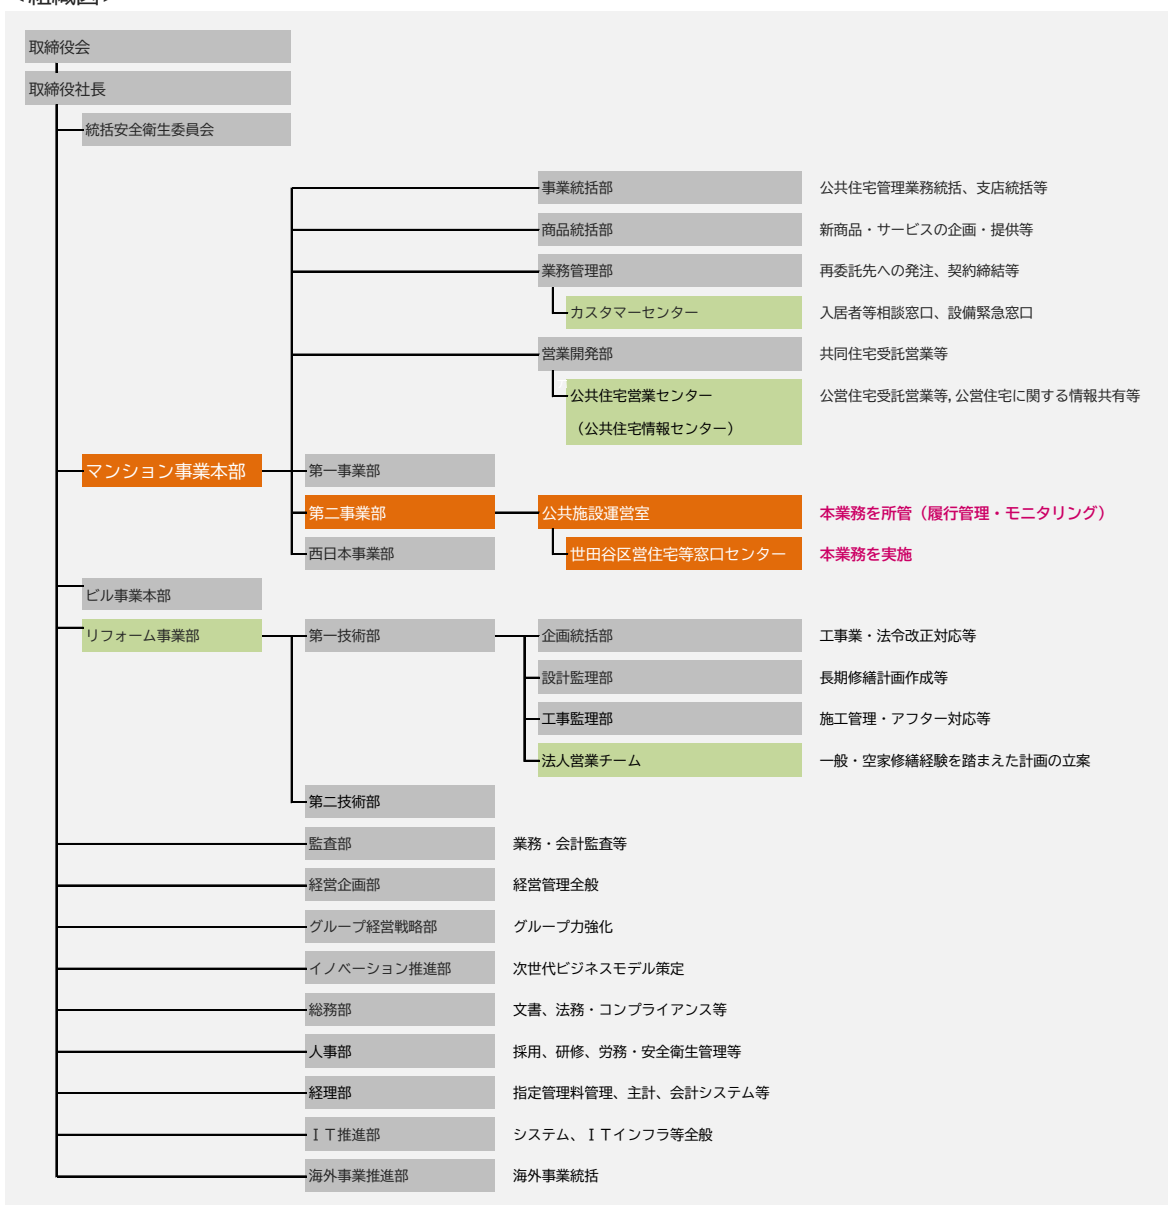 <組織図>
取締役会
取締役社長
統括安全衛生委員会
事業統括部 公共住宅管理業務統括、支店統括等
商品統括部 新商品・サービスの企画・提供等
業務管理部 再委託先への発注、契約締結等
カスタマーセンター 入居者等相談窓口、設備緊急窓口
営業開発部 共同住宅受託営業等
公共住宅営業センター 公営住宅受託営業等,公営住宅に関する情報共有等
（公共住宅情報センター）
マンション事業本部 第一事業部
第二事業部 公共施設運営室 本業務を所管（履行管理・モニタリング）
西日本事業部 世田谷区営住宅等窓口センター 本業務を実施
ビル事業本部
リフォーム事業部 第一技術部 企画統括部 工事業・法令改正対応等
設計監理部 長期修繕計画作成等
工事監理部 施工管理・アフター対応等
法人営業チーム 一般・空家修繕経験を踏まえた計画の立案
第二技術部
監査部 業務・会計監査等
経営企画部 経営管理全般
グループ経営戦略部 グループ力強化
イノベーション推進部 次世代ビジネスモデル策定
総務部 文書、法務・コンプライアンス等
人事部 採用、研修、労務・安全衛生管理等
経理部 指定管理料管理、主計、会計システム等
ＩＴ推進部 システム、ＩＴインフラ等全般
海外事業推進部 海外事業統括